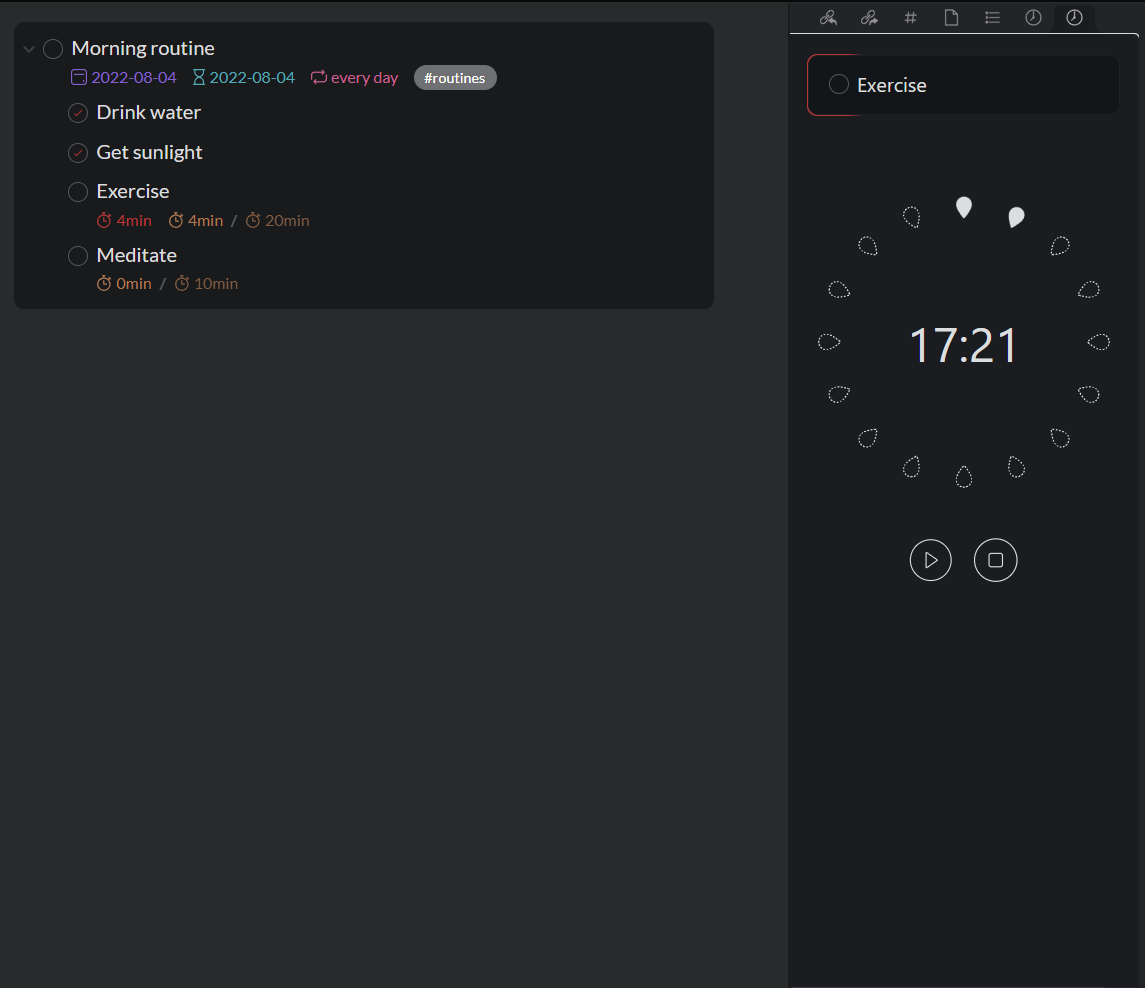 Morning routine
2022-08-04 2022-08-04 every day #routines
Drink water
Get sunlight
Exercise
4min 4min / 20min
Meditate
0min / 10min
Exercise
17:21